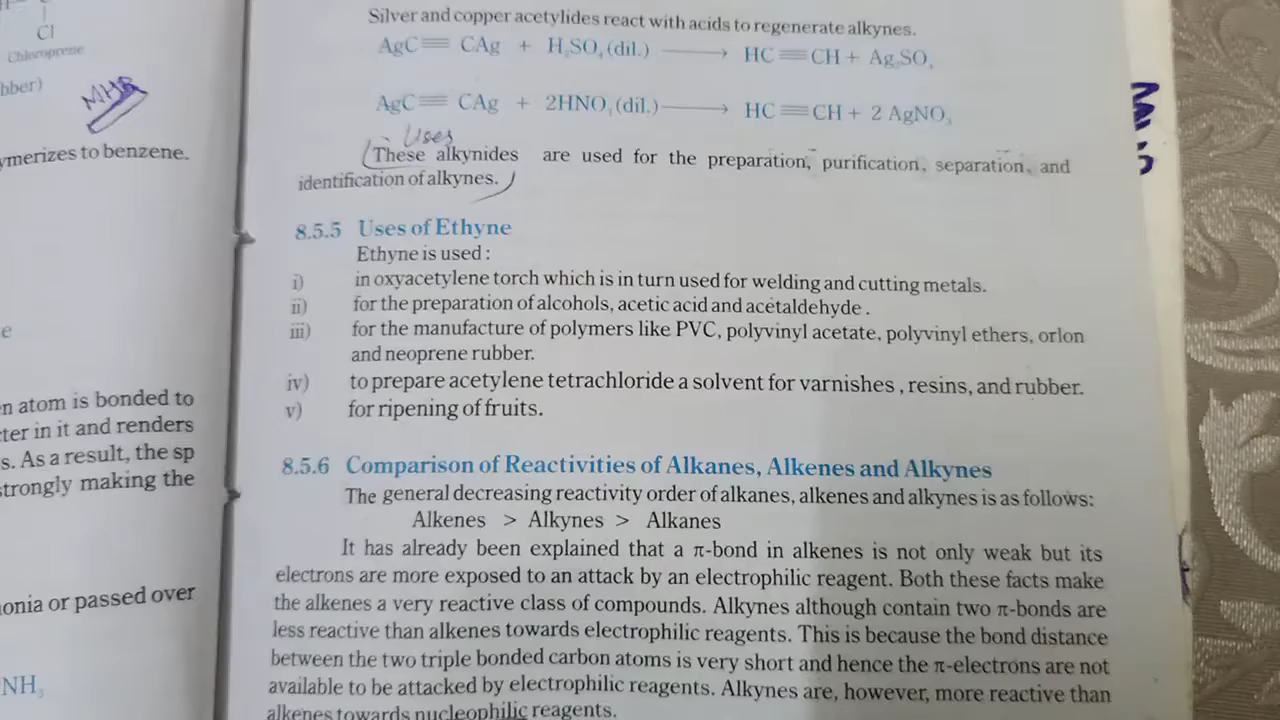 Cl
Chloroprene
bber)
MHB
ymerizes to benzene.
e
n atom is bonded to
ter in it and renders
s. As a result, the sp
strongly making the
onia or passed over
NH₃
Silver and copper acetylides react with acids to regenerate alkynes.
AgC≡CAg + H₂SO₄(dil.) ⟶ HC≡CH + Ag₂SO₄
AgC≡CAg + 2HNO₃(dil.) ⟶ HC≡CH + 2 AgNO₃
Uses
These alkynides are used for the preparation, purification, separation, and
identification of alkynes.
8.5.5 Uses of Ethyne
Ethyne is used :
i) in oxyacetylene torch which is in turn used for welding and cutting metals.
ii) for the preparation of alcohols, acetic acid and acetaldehyde .
iii) for the manufacture of polymers like PVC, polyvinyl acetate, polyvinyl ethers, orlon
and neoprene rubber.
iv) to prepare acetylene tetrachloride a solvent for varnishes , resins, and rubber.
v) for ripening of fruits.
8.5.6 Comparison of Reactivities of Alkanes, Alkenes and Alkynes
The general decreasing reactivity order of alkanes, alkenes and alkynes is as follows:
Alkenes > Alkynes > Alkanes
It has already been explained that a π-bond in alkenes is not only weak but its
electrons are more exposed to an attack by an electrophilic reagent. Both these facts make
the alkenes a very reactive class of compounds. Alkynes although contain two π-bonds are
less reactive than alkenes towards electrophilic reagents. This is because the bond distance
between the two triple bonded carbon atoms is very short and hence the π-electrons are not
available to be attacked by electrophilic reagents. Alkynes are, however, more reactive than
alkenes towards nucleophilic reagents.